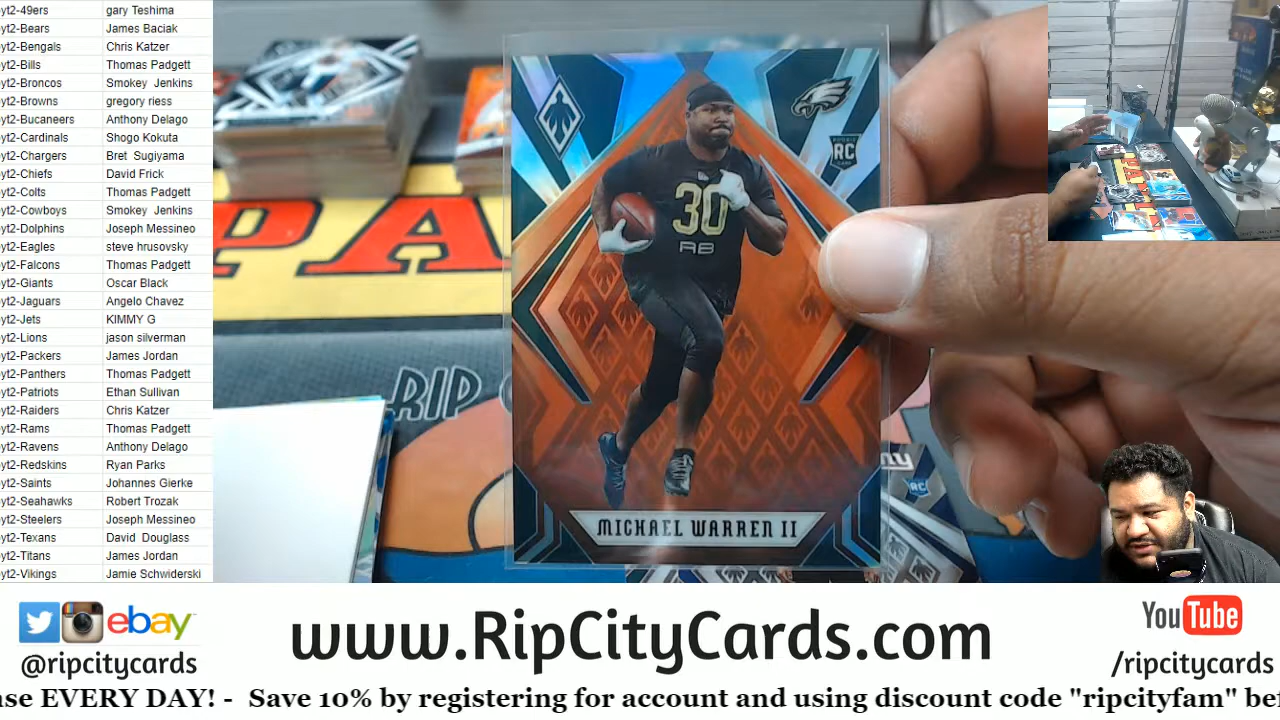 yt2-49ers gary Teshima
yt2-Bears James Baciak
yt2-Bengals Chris Katzer
yt2-Bills Thomas Padgett
yt2-Broncos Smokey Jenkins
yt2-Browns gregory riess
yt2-Bucaneers Anthony Delago
yt2-Cardinals Shogo Kokuta
yt2-Chargers Bret Sugiyama
yt2-Chiefs David Frick
yt2-Colts Thomas Padgett
yt2-Cowboys Smokey Jenkins
yt2-Dolphins Joseph Messineo
yt2-Eagles steve hrusovsky
yt2-Falcons Thomas Padgett
yt2-Giants Oscar Black
yt2-Jaguars Angelo Chavez
yt2-Jets KIMMY G
yt2-Lions jason silverman
yt2-Packers James Jordan
yt2-Panthers Thomas Padgett
yt2-Patriots Ethan Sullivan
yt2-Raiders Chris Katzer
yt2-Rams Thomas Padgett
yt2-Ravens Anthony Delago
yt2-Redskins Ryan Parks
yt2-Saints Johannes Gierke
yt2-Seahawks Robert Trozak
yt2-Steelers Joseph Messineo
yt2-Texans David Douglass
yt2-Titans James Jordan
yt2-Vikings Jamie Schwiderski
PA
RIP
RC
30
RB
MICHAEL WARREN II
ny
RC
ebay
@ripcitycards
www.RipCityCards.com
YouTube
/ripcitycards
ase EVERY DAY! - Save 10% by registering for account and using discount code "ripcityfam" bef